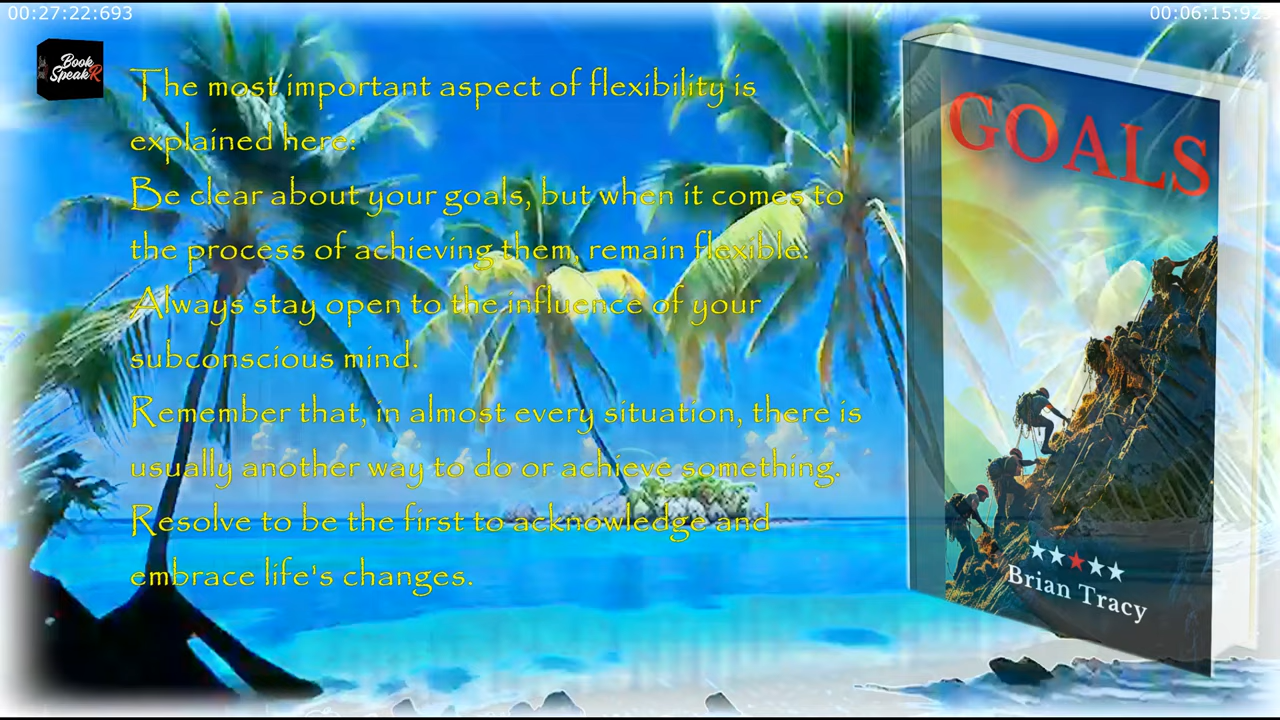 00:27:22:693
00:06:15:923
Book
SpeakR
The most important aspect of flexibility is
explained here:
Be clear about your goals, but when it comes to
the process of achieving them, remain flexible.
Always stay open to the influence of your
subconscious mind.
Remember that, in almost every situation, there is
usually another way to do or achieve something.
Resolve to be the first to acknowledge and
embrace life's changes.
GOALS
Brian Tracy